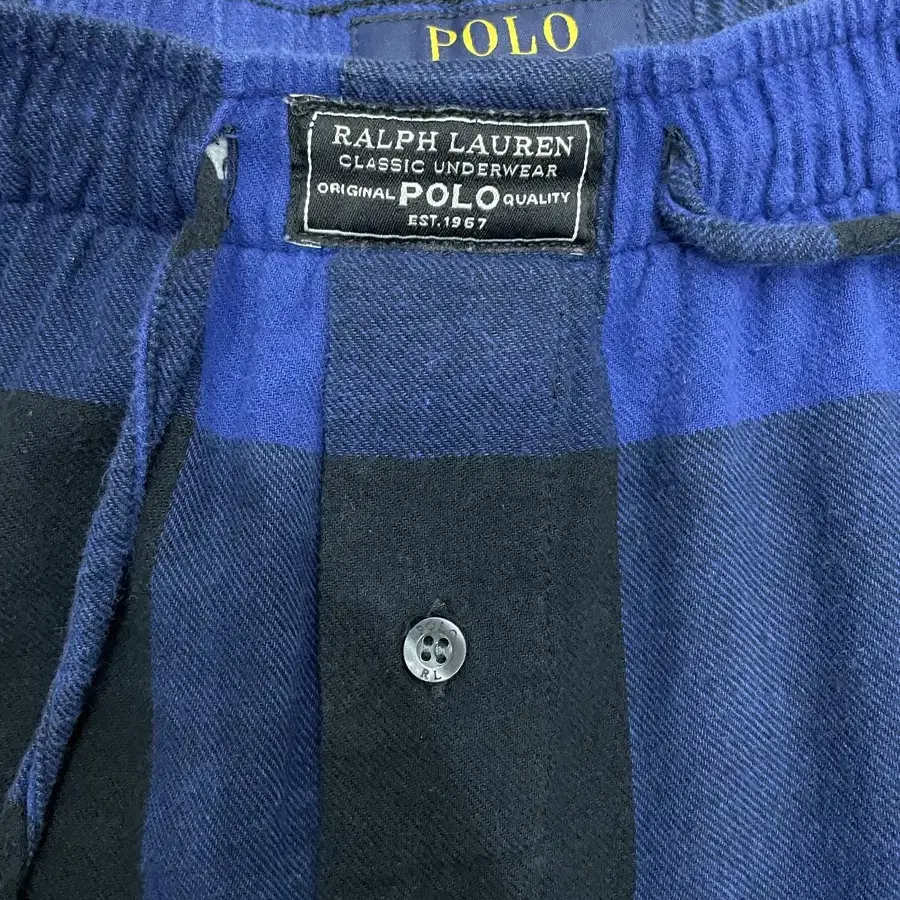 POLO
RALPH LAUREN
CLASSIC UNDERWEAR
ORIGINAL POLO QUALITY
EST. 1967
POLO
RL